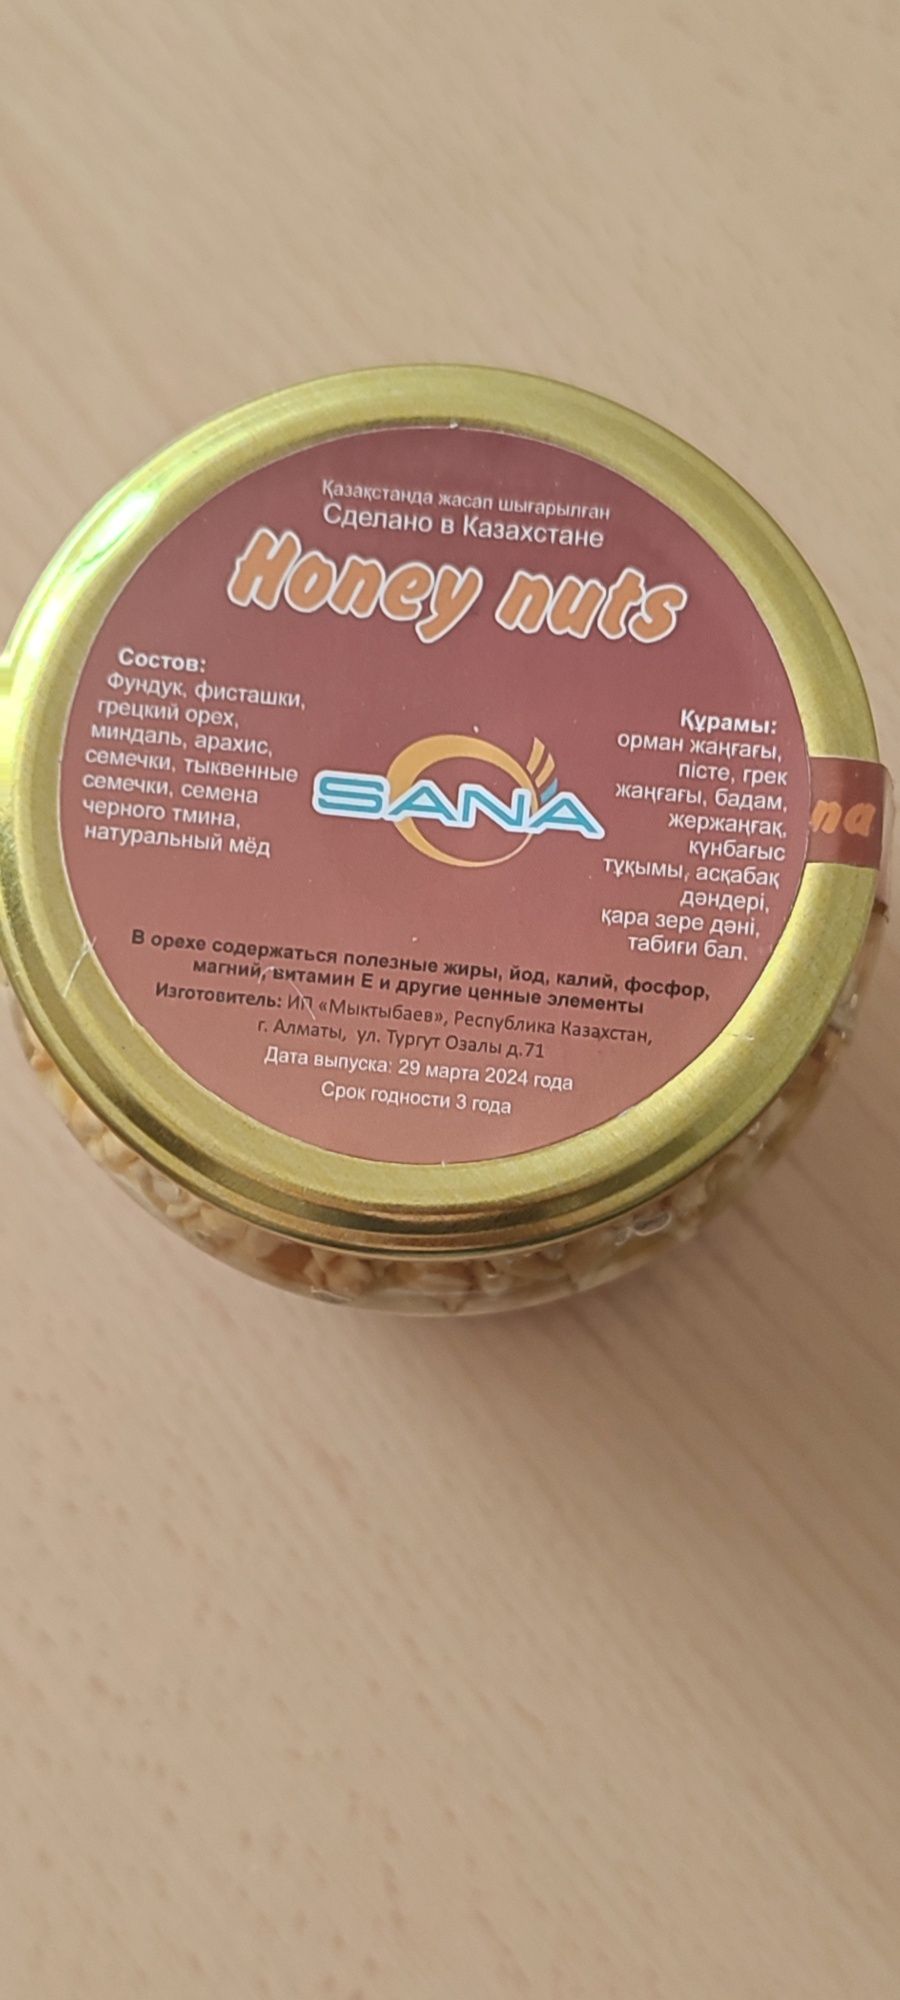 Қазақстанда жасап шығарылған
Сделано в Казахстане
Honey nuts
Состов:
Фундук, фисташки,
грецкий орех,
миндаль, арахис,
семечки, тыквенные
семечки, семена
черного тмина,
натуральный мёд
SANA
Құрамы:
орман жаңғағы,
пісте, грек
жаңғағы, бадам,
жержаңғақ,
күнбағыс
тұқымы, асқабақ
дәндері,
қара зере дәні,
табиғи бал.
na
В орехе содержаться полезные жиры, йод, калий, фосфор,
магний, витамин Е и другие ценные элементы
Изготовитель: ИП «Мыктыбаев», Республика Казахстан,
г. Алматы, ул. Тургут Озалы д.71
Дата выпуска: 29 марта 2024 года
Срок годности 3 года